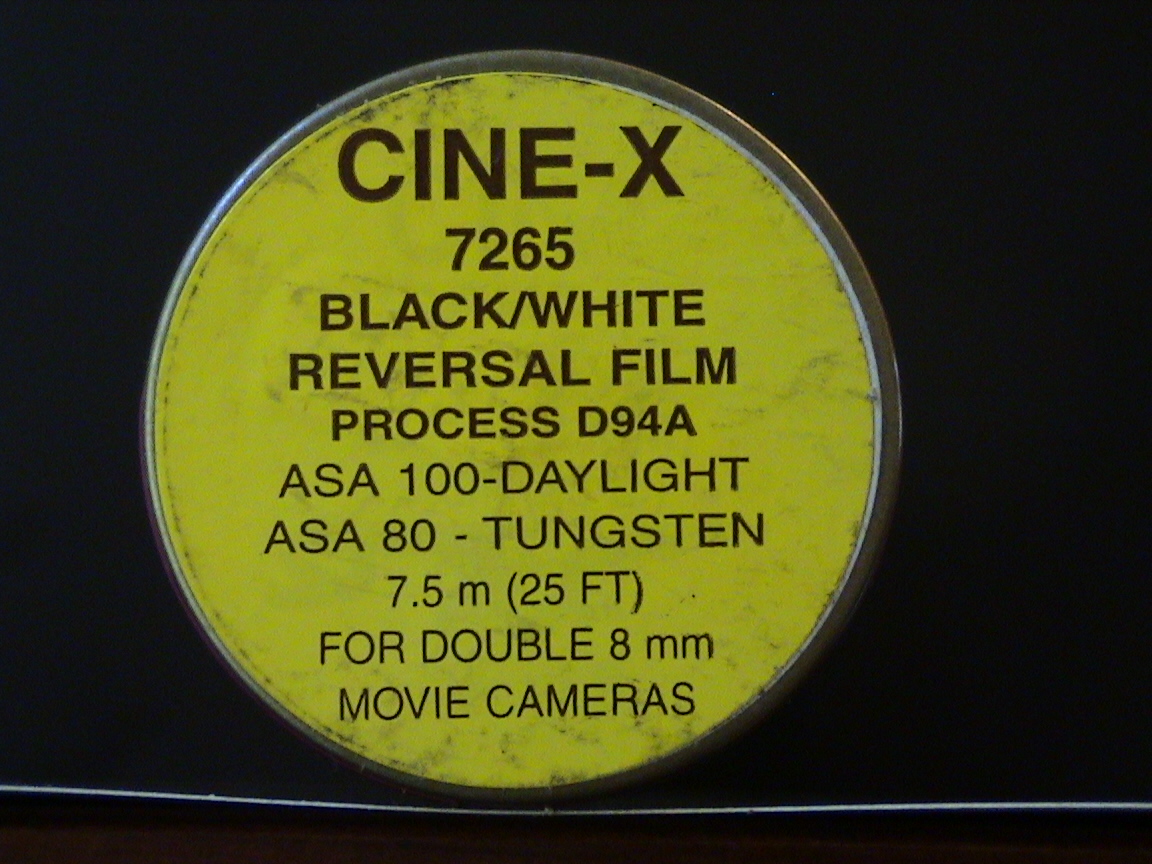 CINE-X
7265
BLACK/WHITE
REVERSAL FILM
PROCESS D94A
ASA 100-DAYLIGHT
ASA 80 - TUNGSTEN
7.5 m (25 FT)
FOR DOUBLE 8 mm
MOVIE CAMERAS